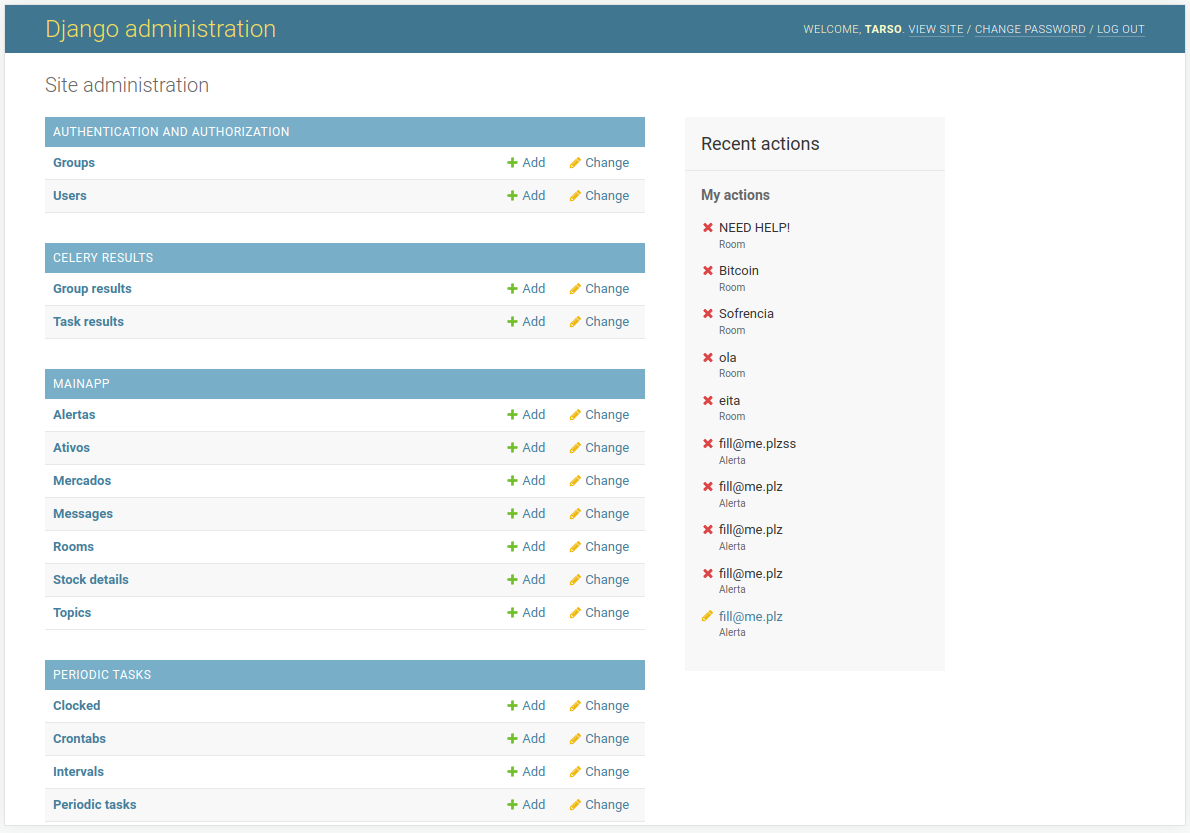 Django administration
WELCOME, TARSO. VIEW SITE / CHANGE PASSWORD / LOG OUT
Site administration
AUTHENTICATION AND AUTHORIZATION
Groups Add Change
Users Add Change
CELERY RESULTS
Group results Add Change
Task results Add Change
MAINAPP
Alertas Add Change
Ativos Add Change
Mercados Add Change
Messages Add Change
Rooms Add Change
Stock details Add Change
Topics Add Change
PERIODIC TASKS
Clocked Add Change
Crontabs Add Change
Intervals Add Change
Periodic tasks Add Change
Recent actions
My actions
NEED HELP!
Room
Bitcoin
Room
Sofrencia
Room
ola
Room
eita
Room
fill@me.plzss
Alerta
fill@me.plz
Alerta
fill@me.plz
Alerta
fill@me.plz
Alerta
fill@me.plz
Alerta